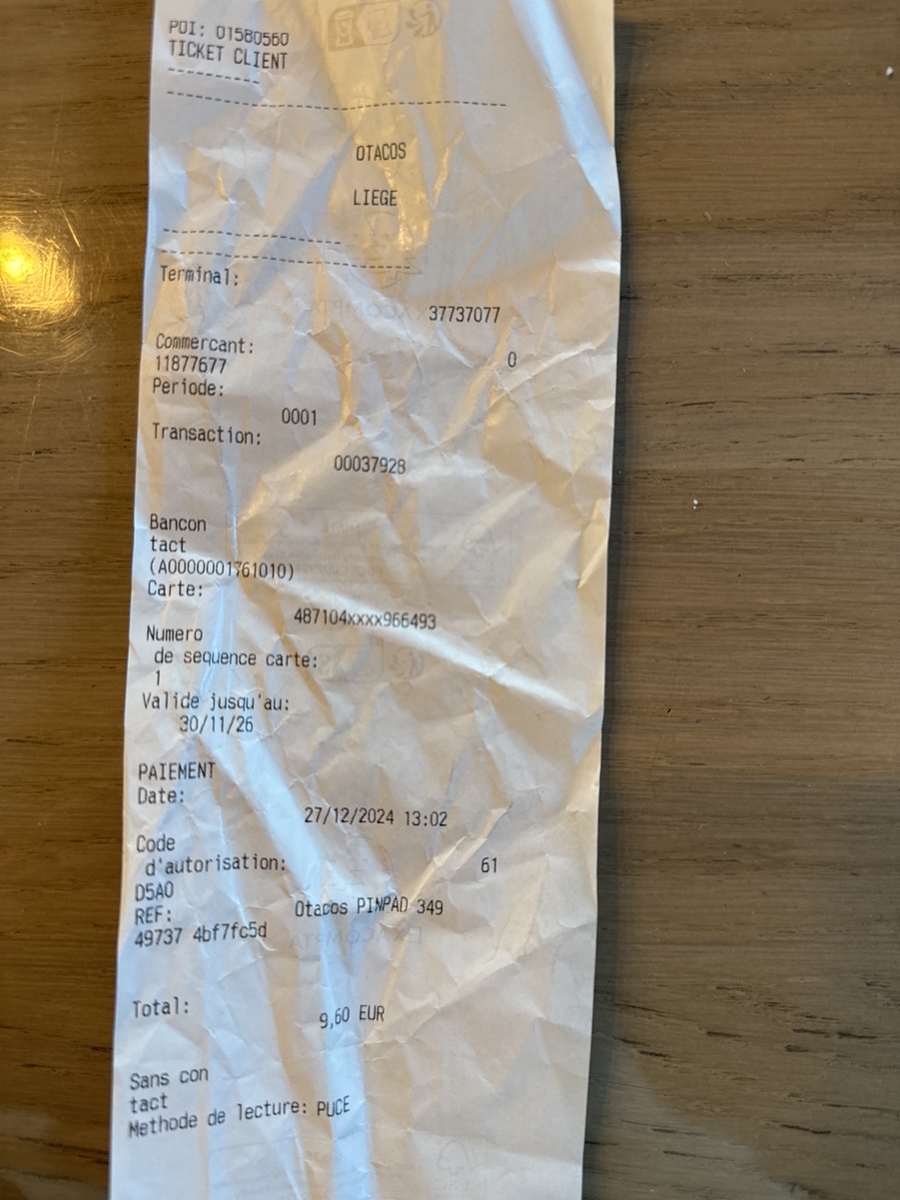 POI: 01580560
TICKET CLIENT
----------
------------------------------------
OTACOS
LIEGE
--------------------
----------------------------
Terminal:
37737077
Commercant: 0
11877677
Periode:
0001
Transaction:
00037928
Bancon
tact
(A0000001761010)
Carte:
487104xxxx966493
Numero
de sequence carte:
1
Valide jusqu'au:
30/11/26
PAIEMENT
Date:
27/12/2024 13:02
Code
d'autorisation: 61
D5A0
REF: Otacos PINPAD 349
49737 4bf7fc5d
Total:
9,60 EUR
Sans con
tact
Methode de lecture: PUCE